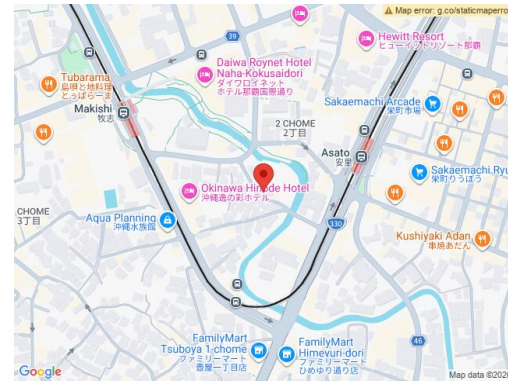 Map error: g.co/staticmaperro
39
Hewitt Resort
ヒューイットリゾート那覇
Daiwa Roynet Hotel
Naha-Kokusaidori
ダイワロイネット
ホテル那覇国際通り
Tubarama
島唄と地料理
とぅばらーま
Makishi
牧志
Sakaemachi Arcade
栄町市場
2 CHOME
2丁目
Asato
安里
Sakaemachi Ryu
栄町りうぼう
Okinawa Hinode Hotel
沖縄逸の彩ホテル
CHOME
3丁目
Aqua Planning
沖縄水族館
330
Kushiyaki Adan
串焼あだん
FamilyMart
Tsuboya 1-chome
ファミリーマート
壺屋一丁目店
FamilyMart
Himeyuri-dori
ファミリーマート
ひめゆり通り店
46
Google
Map data ©202